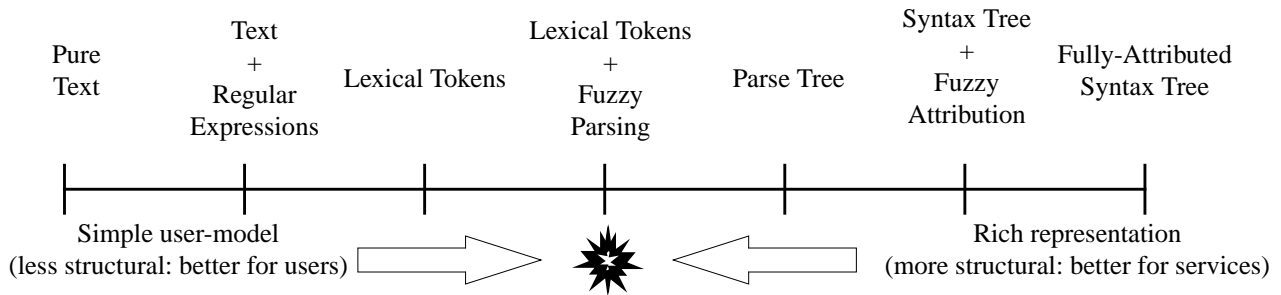 Pure
Text
Text
+
Regular
Expressions
Lexical Tokens
Lexical Tokens
+
Fuzzy
Parsing
Parse Tree
Syntax Tree
+
Fuzzy
Attribution
Fully-Attributed
Syntax Tree
Simple user-model
(less structural: better for users)
Rich representation
(more structural: better for services)